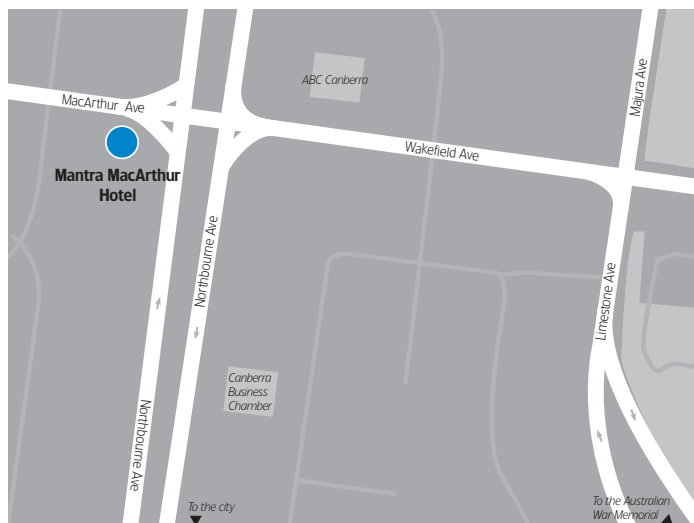 ABC Canberra
Majura Ave
MacArthur Ave
Wakefield Ave
Mantra MacArthur
Hotel
Northbourne Ave
Limestone Ave
Canberra
Business
Chamber
Northbourne Ave
To the city
To the Australian
War Memorial